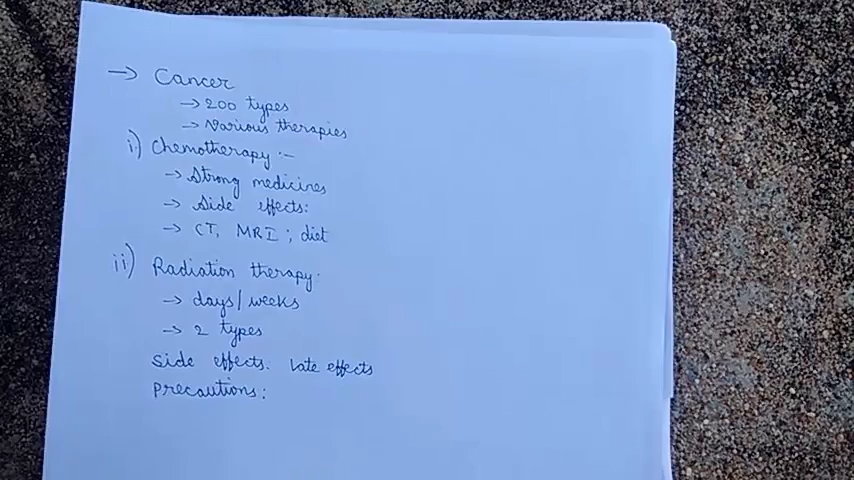 → Cancer
→ 200 types
→ Various therapies
i) Chemotherapy :-
→ Strong medicines
→ Side effects:
→ CT, MRI ; diet
ii) Radiation therapy.
→ days/weeks
→ 2 types
Side effects. Late effects
Precautions: